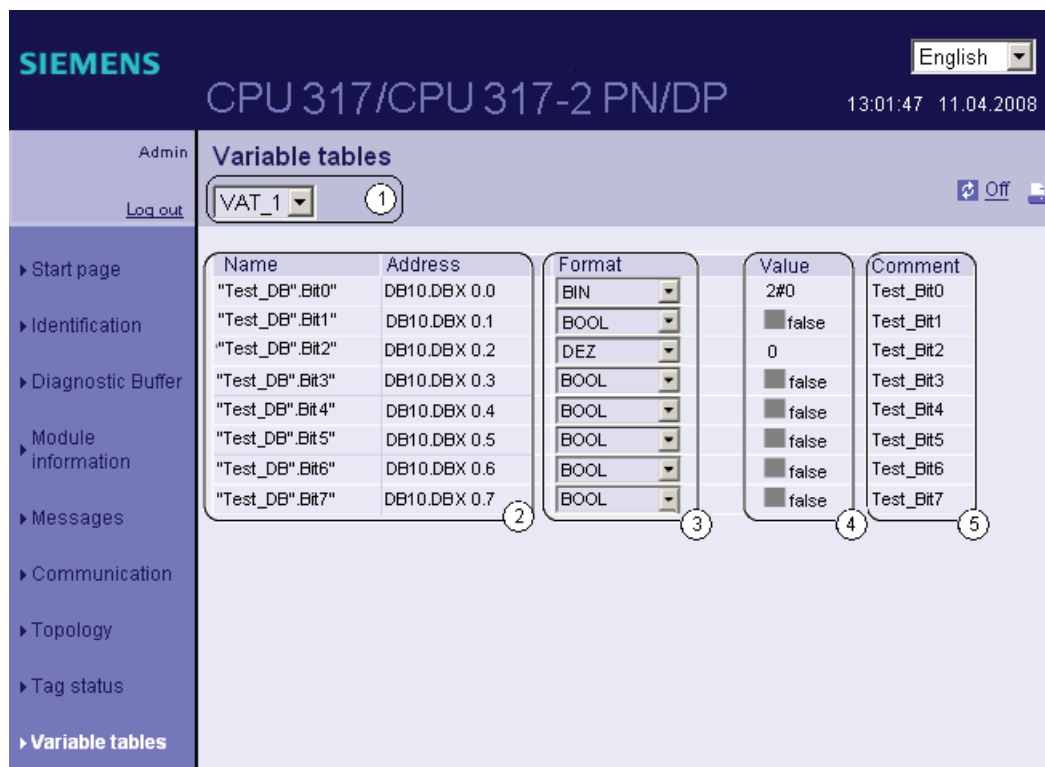 SIEMENS
English
CPU 317/CPU 317-2 PN/DP
13:01:47 11.04.2008
Admin
Variable tables
Off
Log out
VAT_1
1
Start page
Identification
Diagnostic Buffer
Module
information
Messages
Communication
Topology
Tag status
Variable tables
Name Address Format Value Comment
"Test_DB".Bit0" DB10.DBX 0.0 BIN 2#0 Test_Bit0
"Test_DB".Bit1" DB10.DBX 0.1 BOOL false Test_Bit1
"Test_DB".Bit2" DB10.DBX 0.2 DEZ 0 Test_Bit2
"Test_DB".Bit3" DB10.DBX 0.3 BOOL false Test_Bit3
"Test_DB".Bit4" DB10.DBX 0.4 BOOL false Test_Bit4
"Test_DB".Bit5" DB10.DBX 0.5 BOOL false Test_Bit5
"Test_DB".Bit6" DB10.DBX 0.6 BOOL false Test_Bit6
"Test_DB".Bit7" DB10.DBX 0.7 BOOL false Test_Bit7
2 3 4 5